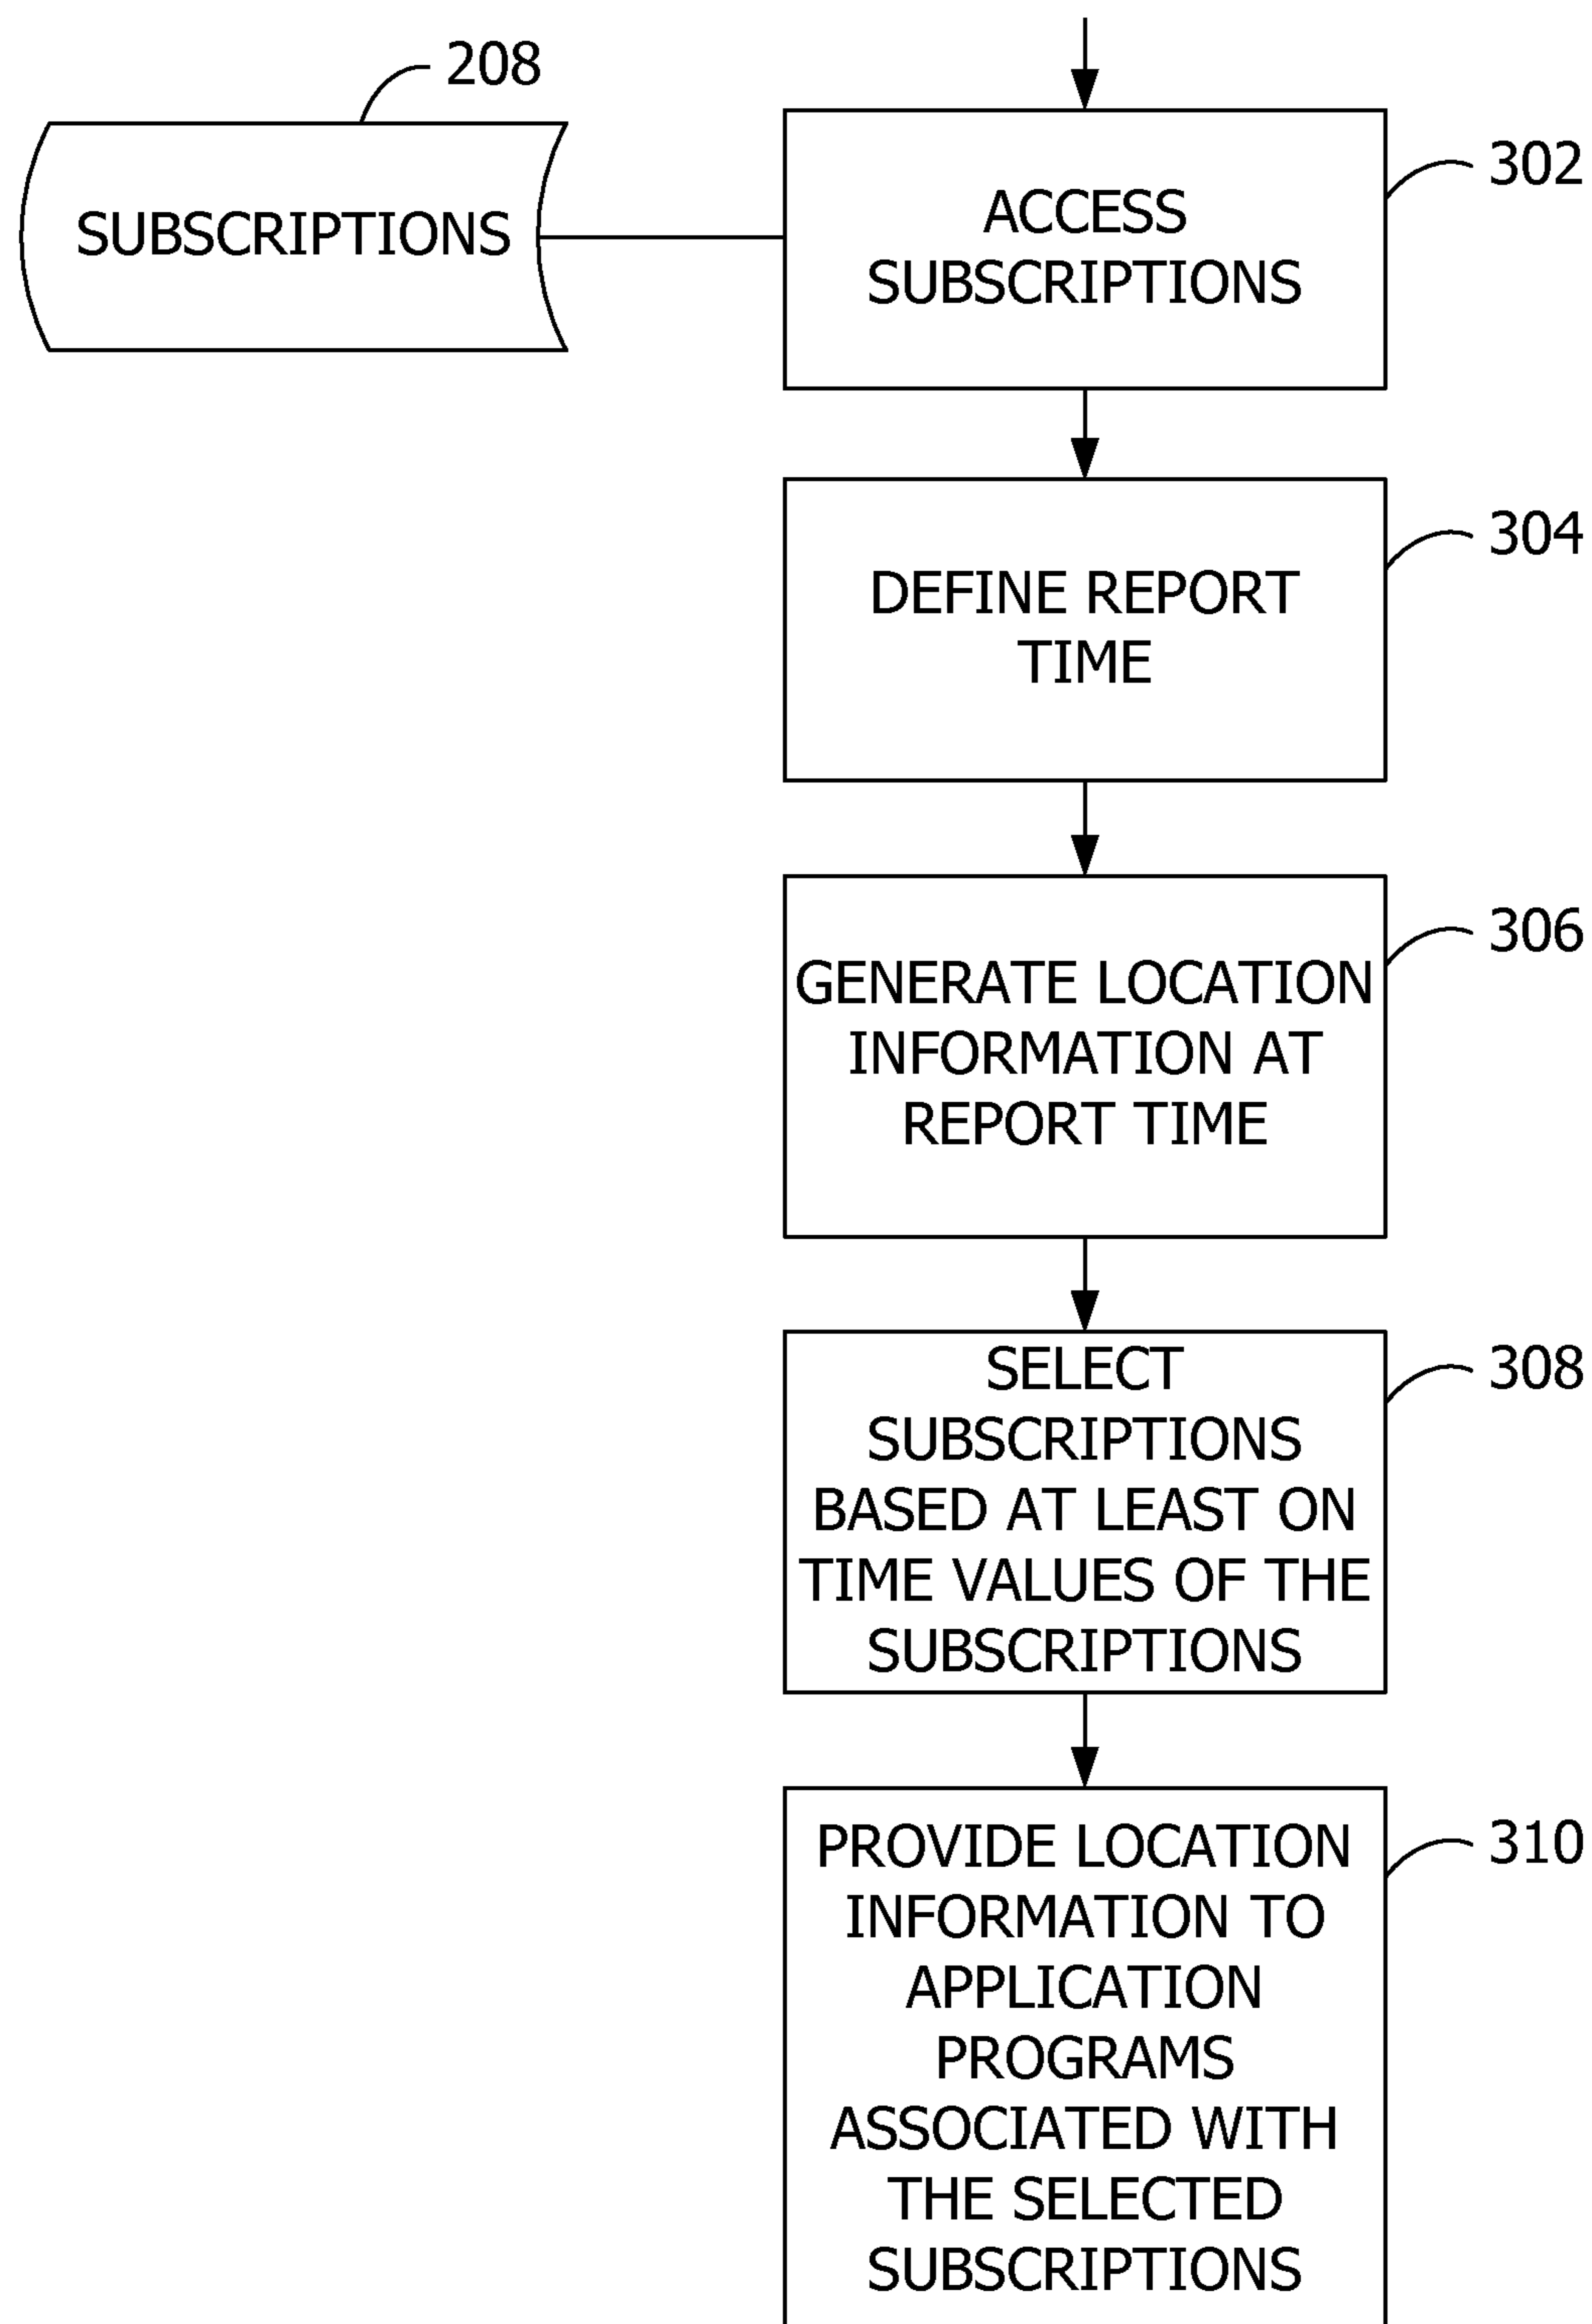 208
SUBSCRIPTIONS
302
ACCESS
SUBSCRIPTIONS
304
DEFINE REPORT
TIME
306
GENERATE LOCATION
INFORMATION AT
REPORT TIME
308
SELECT
SUBSCRIPTIONS
BASED AT LEAST ON
TIME VALUES OF THE
SUBSCRIPTIONS
310
PROVIDE LOCATION
INFORMATION TO
APPLICATION
PROGRAMS
ASSOCIATED WITH
THE SELECTED
SUBSCRIPTIONS